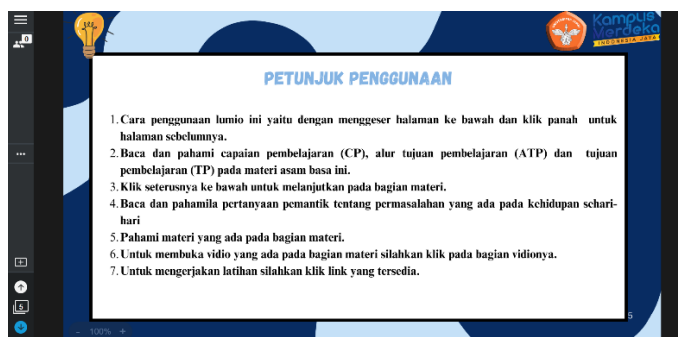 0
Kampus
Merdeka
INDONESIA JAYA
PETUNJUK PENGGUNAAN
1. Cara penggunaan lumio ini yaitu dengan menggeser halaman ke bawah dan klik panah untuk
halaman sebelumnya.
2. Baca dan pahami capaian pembelajaran (CP), alur tujuan pembelajaran (ATP) dan tujuan
pembelajaran (TP) pada materi asam basa ini.
3. Klik seterusnya ke bawah untuk melanjutkan pada bagian materi.
4. Baca dan pahamila pertanyaan pemantik tentang permasalahan yang ada pada kehidupan sehari-
hari
5. Pahami materi yang ada pada bagian materi.
6. Untuk membuka vidio yang ada pada bagian materi silahkan klik pada bagian vidionya.
7. Untuk mengerjakan latihan silahkan klik link yang tersedia.
5
5
- 100% +